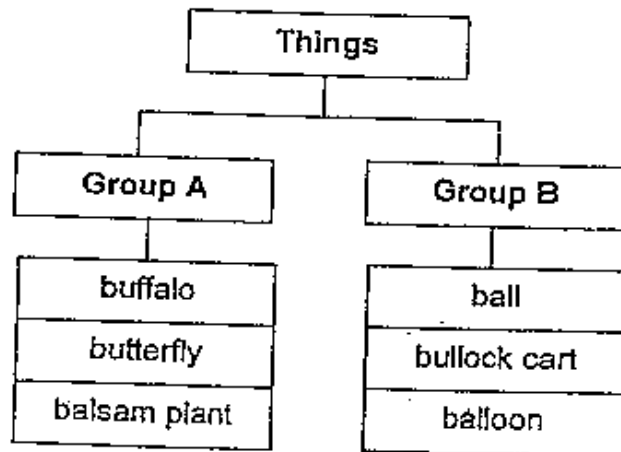 Things
Group A
Group B
buffalo
ball
butterfly
bullock cart
balsam plant
balloon